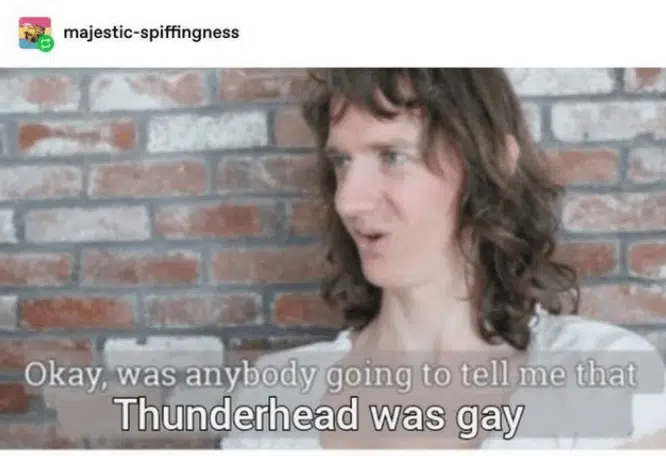 majestic-spiffingness
Okay, was anybody going to tell me that
Thunderhead was gay